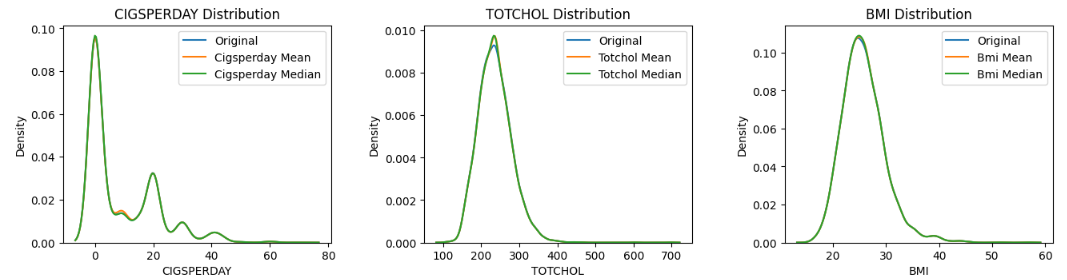 CIGSPERDAY Distribution
Original
Cigsperday Mean
Cigsperday Median
0.10
0.08
0.06
0.04
0.02
0.00
Density
0 20 40 60 80
CIGSPERDAY
TOTCHOL Distribution
Original
Totchol Mean
Totchol Median
0.010
0.008
0.006
0.004
0.002
0.000
Density
100 200 300 400 500 600 700
TOTCHOL
BMI Distribution
Original
Bmi Mean
Bmi Median
0.10
0.08
0.06
0.04
0.02
0.00
Density
20 30 40 50 60
BMI